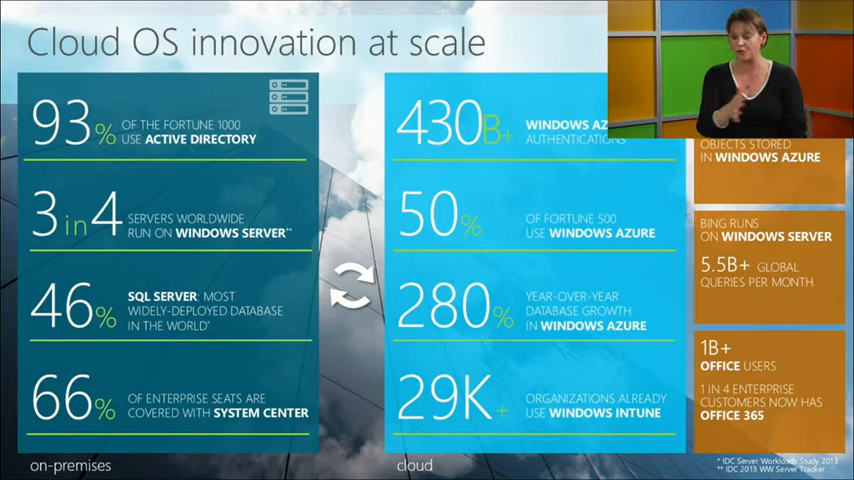 Cloud OS innovation at scale
93%
OF THE FORTUNE 1000
USE ACTIVE DIRECTORY
3 in 4
SERVERS WORLDWIDE
RUN ON WINDOWS SERVER**
46%
SQL SERVER: MOST
WIDELY-DEPLOYED DATABASE
IN THE WORLD*
66%
OF ENTERPRISE SEATS ARE
COVERED WITH SYSTEM CENTER
on-premises
430B+
WINDOWS AZ
AUTHENTICATIONS
50%
OF FORTUNE 500
USE WINDOWS AZURE
280%
YEAR-OVER-YEAR
DATABASE GROWTH
IN WINDOWS AZURE
29K+
ORGANIZATIONS ALREADY
USE WINDOWS INTUNE
cloud
OBJECTS STORED
IN WINDOWS AZURE
BING RUNS
ON WINDOWS SERVER
5.5B+ GLOBAL
QUERIES PER MONTH
1B+
OFFICE USERS
1 IN 4 ENTERPRISE
CUSTOMERS NOW HAS
OFFICE 365
* IDC Server Workloads Study 2013
** IDC 2013 WW Server Tracker